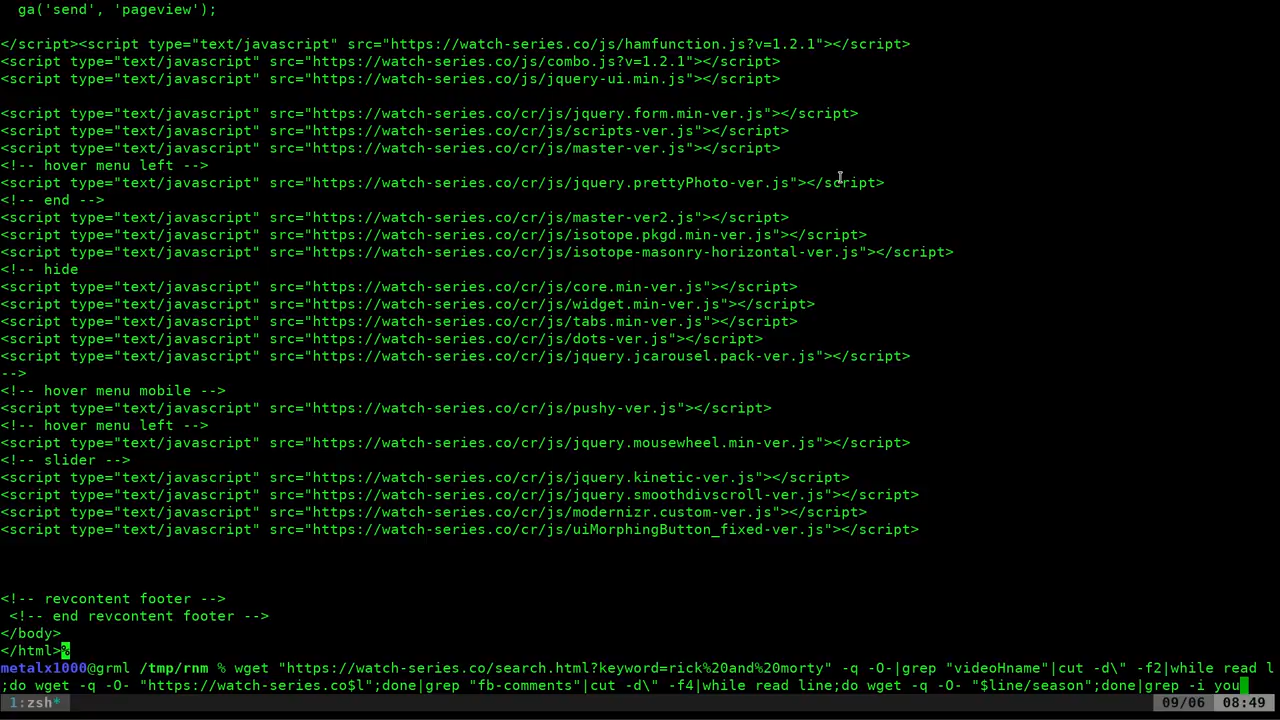 ga('send', 'pageview');
</script><script type="text/javascript" src="https://watch-series.co/js/hamfunction.js?v=1.2.1"></script>
<script type="text/javascript" src="https://watch-series.co/js/combo.js?v=1.2.1"></script>
<script type="text/javascript" src="https://watch-series.co/js/jquery-ui.min.js"></script>
<script type="text/javascript" src="https://watch-series.co/cr/js/jquery.form.min-ver.js"></script>
<script type="text/javascript" src="https://watch-series.co/cr/js/scripts-ver.js"></script>
<script type="text/javascript" src="https://watch-series.co/cr/js/master-ver.js"></script>
<!-- hover menu left -->
<script type="text/javascript" src="https://watch-series.co/cr/js/jquery.prettyPhoto-ver.js"></script>
<!-- end -->
<script type="text/javascript" src="https://watch-series.co/cr/js/master-ver2.js"></script>
<script type="text/javascript" src="https://watch-series.co/cr/js/isotope.pkgd.min-ver.js"></script>
<script type="text/javascript" src="https://watch-series.co/cr/js/isotope-masonry-horizontal-ver.js"></script>
<!-- hide
<script type="text/javascript" src="https://watch-series.co/cr/js/core.min-ver.js"></script>
<script type="text/javascript" src="https://watch-series.co/cr/js/widget.min-ver.js"></script>
<script type="text/javascript" src="https://watch-series.co/cr/js/tabs.min-ver.js"></script>
<script type="text/javascript" src="https://watch-series.co/cr/js/dots-ver.js"></script>
<script type="text/javascript" src="https://watch-series.co/cr/js/jquery.jcarousel.pack-ver.js"></script>
-->
<!-- hover menu mobile -->
<script type="text/javascript" src="https://watch-series.co/cr/js/pushy-ver.js"></script>
<!-- hover menu left -->
<script type="text/javascript" src="https://watch-series.co/cr/js/jquery.mousewheel.min-ver.js"></script>
<!-- slider -->
<script type="text/javascript" src="https://watch-series.co/cr/js/jquery.kinetic-ver.js"></script>
<script type="text/javascript" src="https://watch-series.co/cr/js/jquery.smoothdivscroll-ver.js"></script>
<script type="text/javascript" src="https://watch-series.co/cr/js/modernizr.custom-ver.js"></script>
<script type="text/javascript" src="https://watch-series.co/cr/js/uiMorphingButton_fixed-ver.js"></script>
<!-- revcontent footer -->
 <!-- end revcontent footer -->
</body>
</html>%
metalx1000@grml /tmp/rnm % wget "https://watch-series.co/search.html?keyword=rick%20and%20morty" -q -O-|grep "videoHname"|cut -d\" -f2|while read l
;do wget -q -O- "https://watch-series.co$l";done|grep "fb-comments"|cut -d\" -f4|while read line;do wget -q -O- "$line/season";done|grep -i you
1:zsh* 09/06 08:49